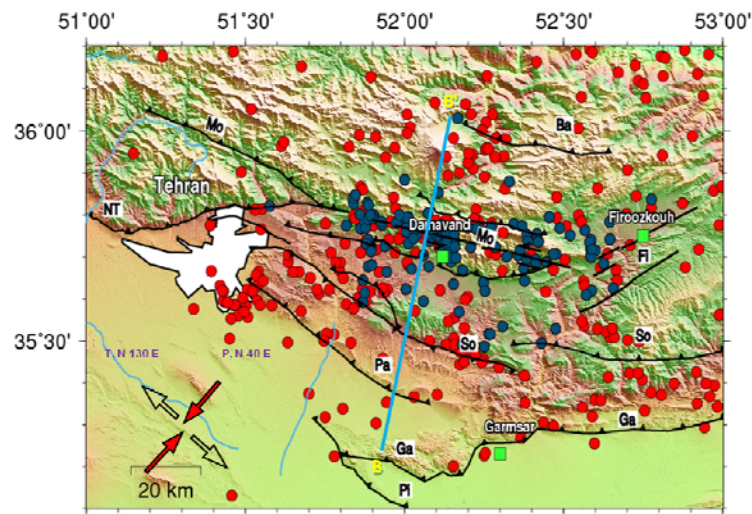 51°00' 51°30' 52°00' 52°30' 53°00'
B'
36°00'
Mo
Ba
Tehran
NT
Firoozkouh
Damavand
Mo
Fi
35°30'
So
So
T. N 130 E
P. N 40 E
Pa
Ga
Garmsar
Ga
B
Pi
20 km